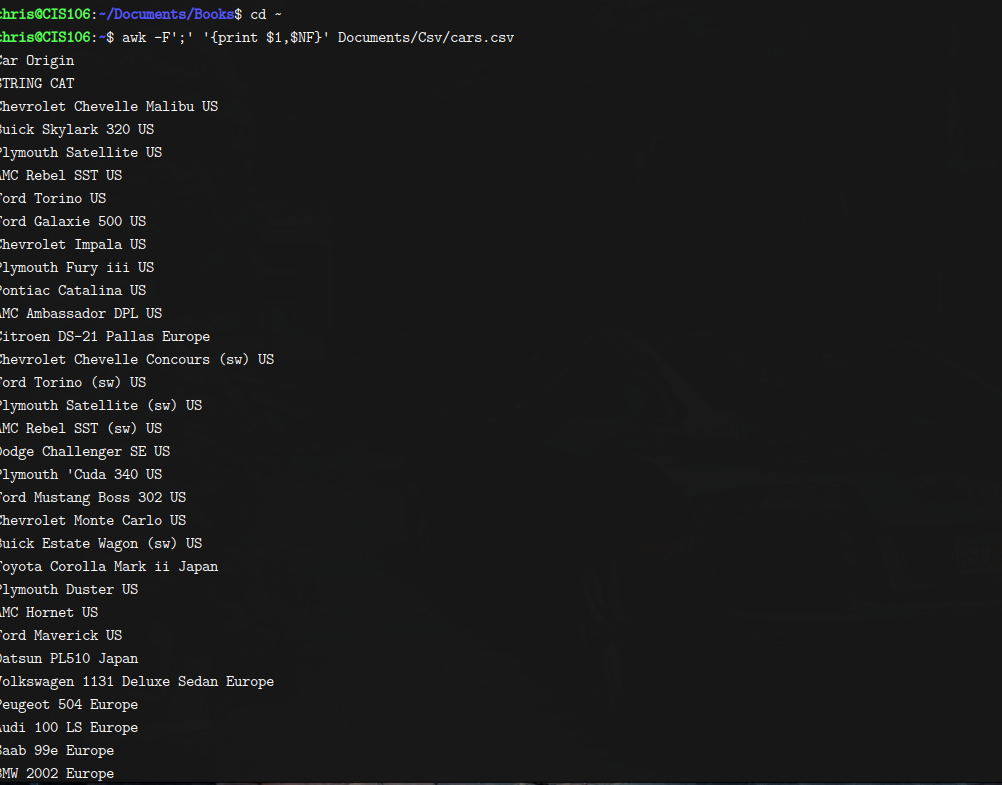 chris@CIS106:~/Documents/Books$ cd ~
chris@CIS106:~$ awk -F';' '{print $1,$NF}' Documents/Csv/cars.csv
Car Origin
STRING CAT
Chevrolet Chevelle Malibu US
Buick Skylark 320 US
Plymouth Satellite US
AMC Rebel SST US
Ford Torino US
Ford Galaxie 500 US
Chevrolet Impala US
Plymouth Fury iii US
Pontiac Catalina US
AMC Ambassador DPL US
Citroen DS-21 Pallas Europe
Chevrolet Chevelle Concours (sw) US
Ford Torino (sw) US
Plymouth Satellite (sw) US
AMC Rebel SST (sw) US
Dodge Challenger SE US
Plymouth 'Cuda 340 US
Ford Mustang Boss 302 US
Chevrolet Monte Carlo US
Buick Estate Wagon (sw) US
Toyota Corolla Mark ii Japan
Plymouth Duster US
AMC Hornet US
Ford Maverick US
Datsun PL510 Japan
Volkswagen 1131 Deluxe Sedan Europe
Peugeot 504 Europe
Audi 100 LS Europe
Saab 99e Europe
BMW 2002 Europe